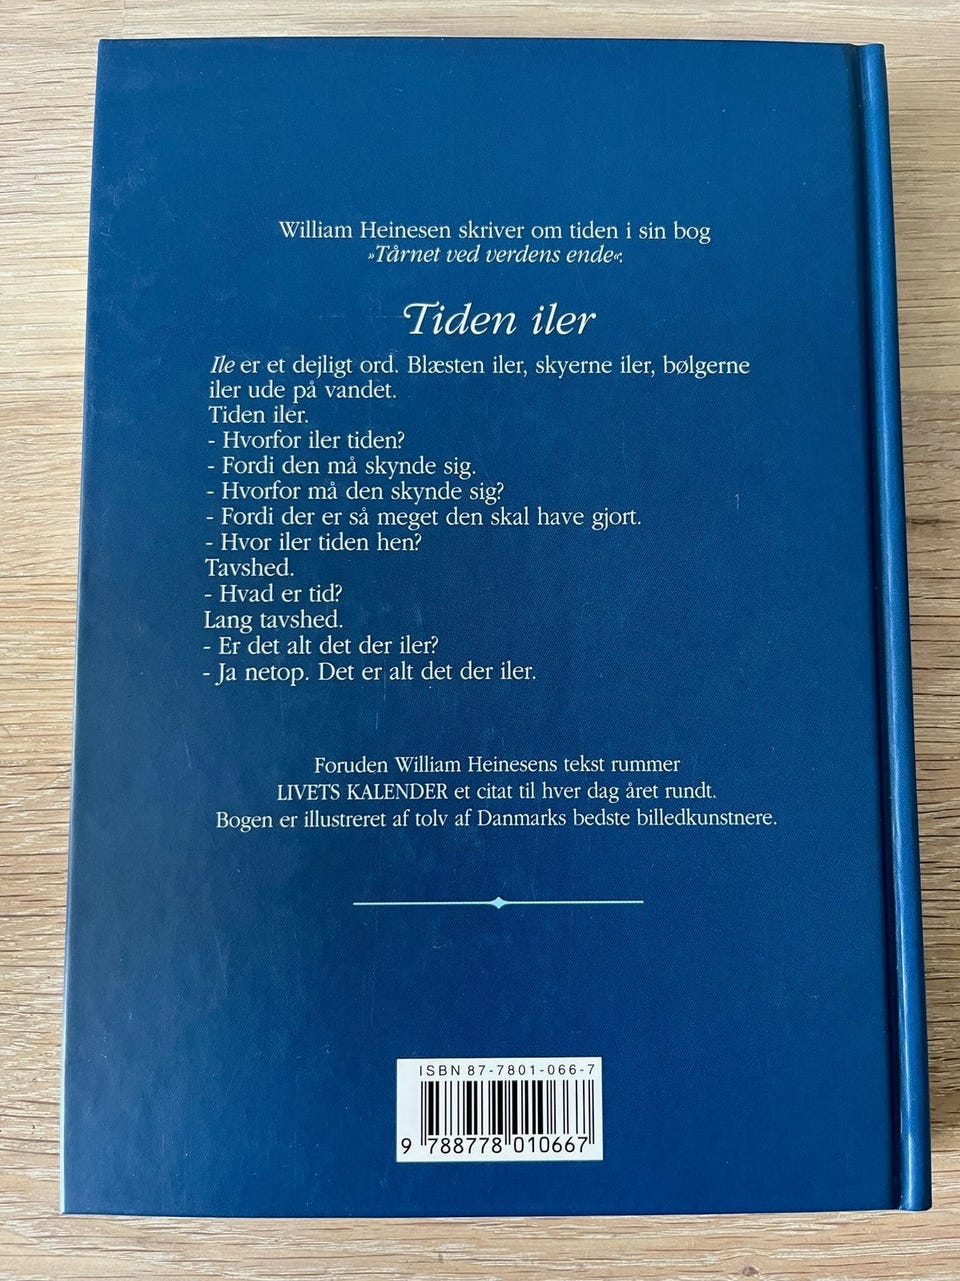 William Heinesen skriver om tiden i sin bog
»Tårnet ved verdens ende«:
Tiden iler
Ile er et dejligt ord. Blæsten iler, skyerne iler, bølgerne
iler ude på vandet.
Tiden iler.
- Hvorfor iler tiden?
- Fordi den må skynde sig.
- Hvorfor må den skynde sig?
- Fordi der er så meget den skal have gjort.
- Hvor iler tiden hen?
Tavshed.
- Hvad er tid?
Lang tavshed.
- Er det alt det der iler?
- Ja netop. Det er alt det der iler.
Foruden William Heinesens tekst rummer
LIVETS KALENDER et citat til hver dag året rundt.
Bogen er illustreret af tolv af Danmarks bedste billedkunstnere.
ISBN 87-7801-066-7
9 788778 010667